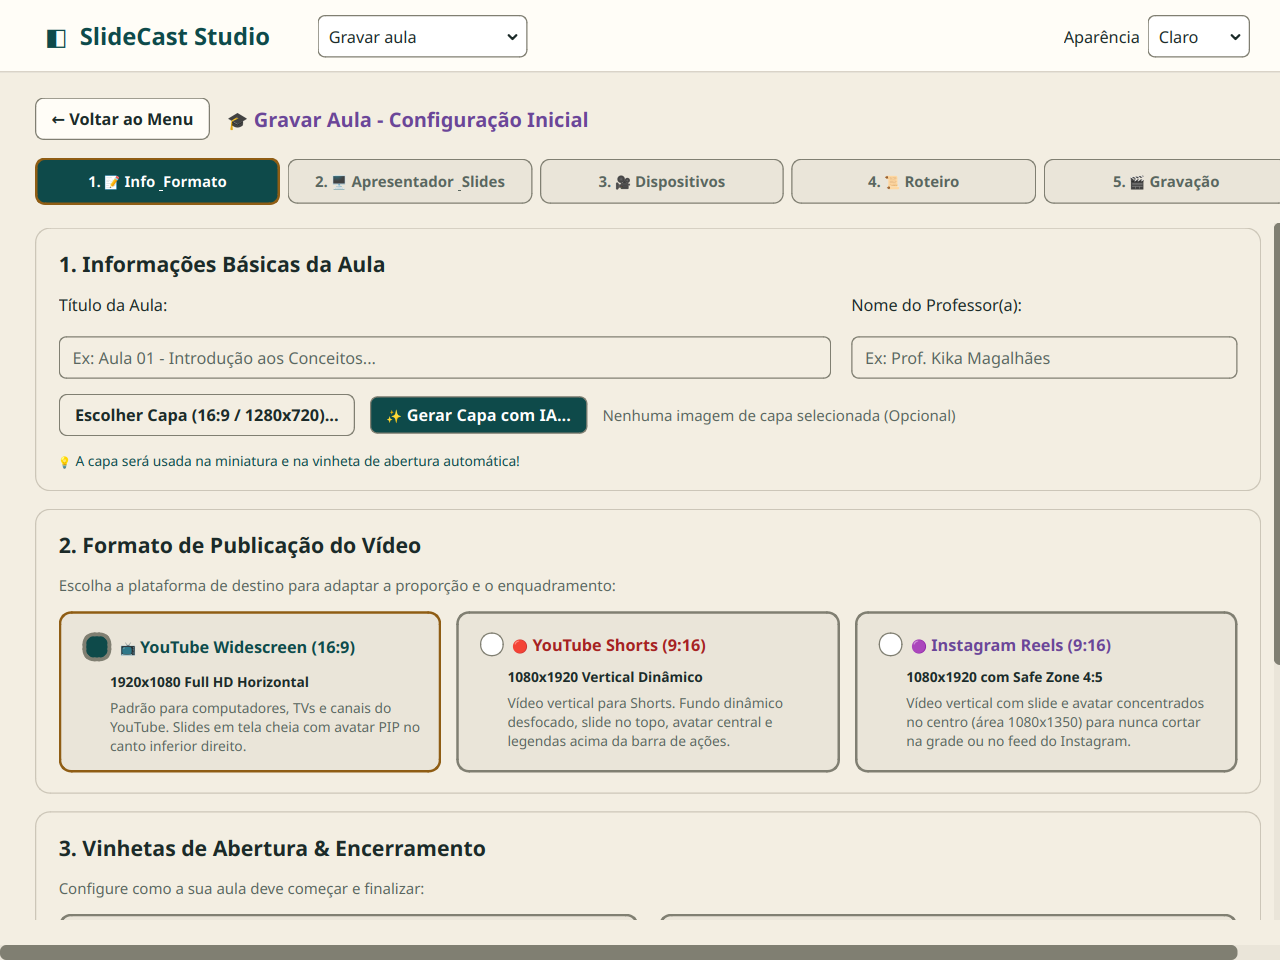 SlideCast Studio
Gravar aula
Aparência
Claro
← Voltar ao Menu
🎓 Gravar Aula - Configuração Inicial
1. 📝 Info _Formato
2. 🖥️ Apresentador _Slides
3. 🎥 Dispositivos
4. 📜 Roteiro
5. 🎬 Gravação
1. Informações Básicas da Aula
Título da Aula:
Nome do Professor(a):
Ex: Aula 01 - Introdução aos Conceitos...
Ex: Prof. Kika Magalhães
Escolher Capa (16:9 / 1280x720)...
✨ Gerar Capa com IA...
Nenhuma imagem de capa selecionada (Opcional)
💡 A capa será usada na miniatura e na vinheta de abertura automática!
2. Formato de Publicação do Vídeo
Escolha a plataforma de destino para adaptar a proporção e o enquadramento:
📺 YouTube Widescreen (16:9)
1920x1080 Full HD Horizontal
Padrão para computadores, TVs e canais do
YouTube. Slides em tela cheia com avatar PIP no
canto inferior direito.
🔴 YouTube Shorts (9:16)
1080x1920 Vertical Dinâmico
Vídeo vertical para Shorts. Fundo dinâmico
desfocado, slide no topo, avatar central e
legendas acima da barra de ações.
🟣 Instagram Reels (9:16)
1080x1920 com Safe Zone 4:5
Vídeo vertical com slide e avatar concentrados
no centro (área 1080x1350) para nunca cortar
na grade ou no feed do Instagram.
3. Vinhetas de Abertura & Encerramento
Configure como a sua aula deve começar e finalizar: